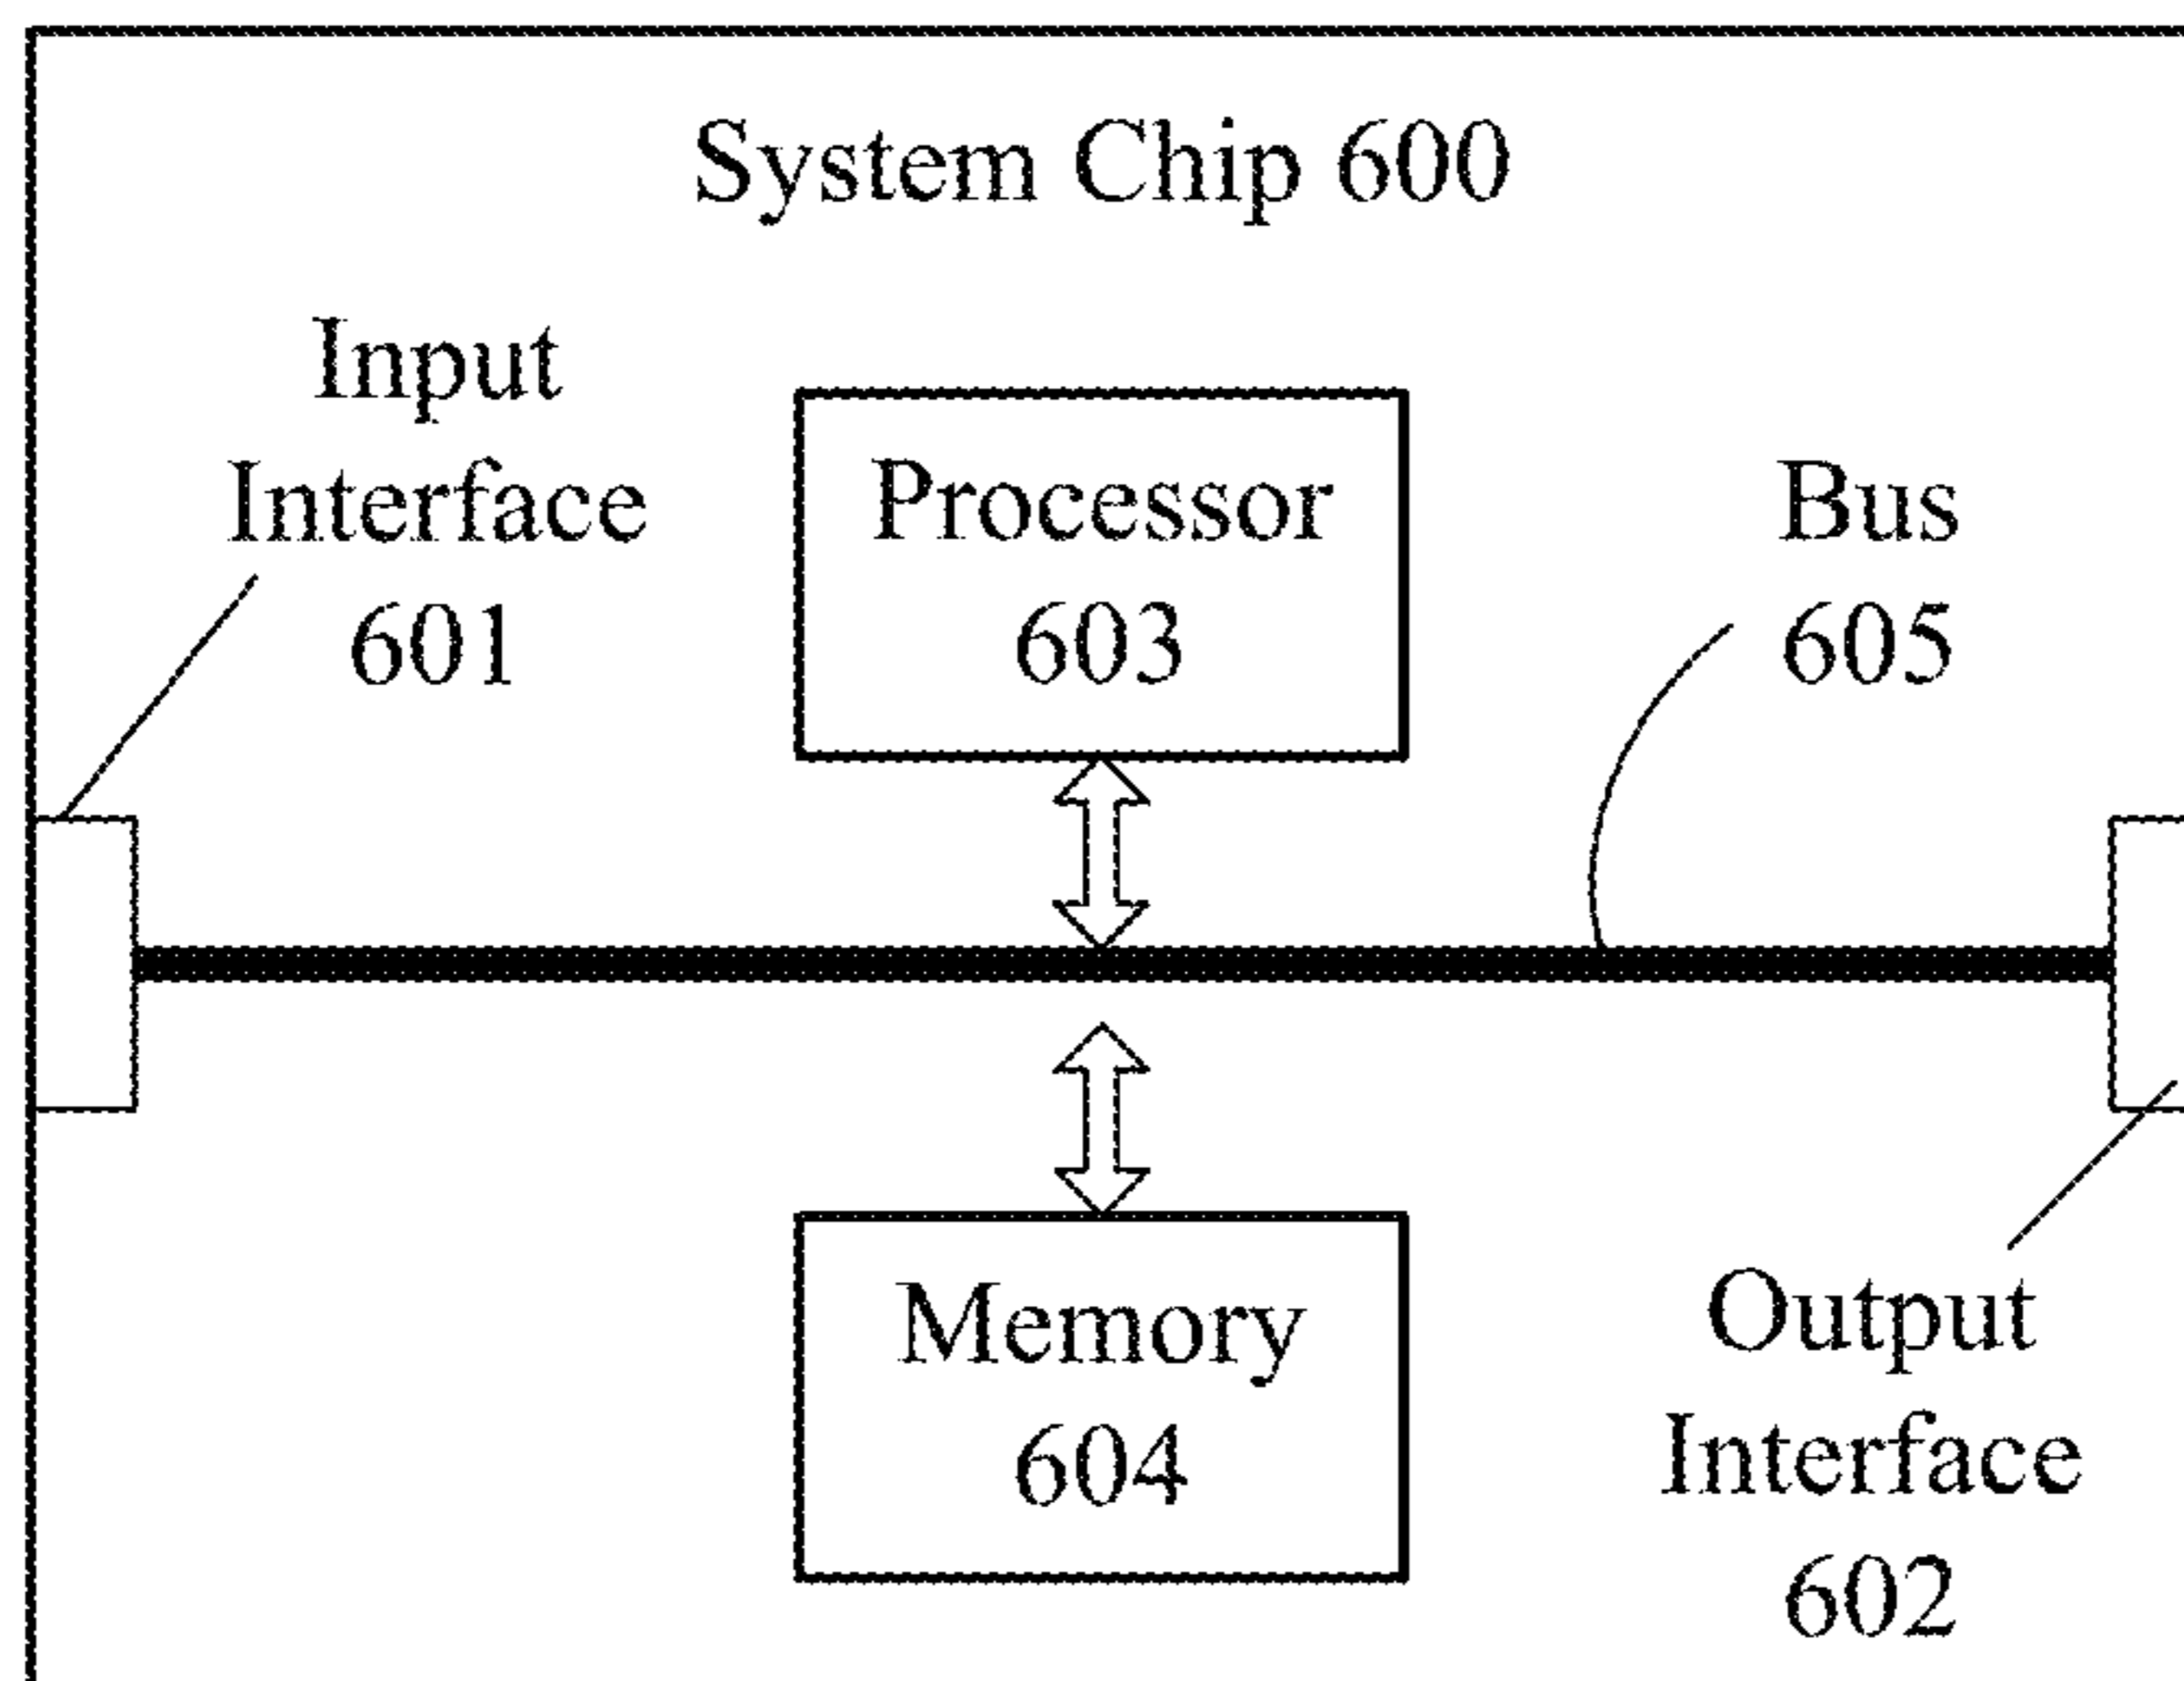 System Chip 600
Input
Interface
601
Processor
603
Bus
605
Memory
604
Output
Interface
602